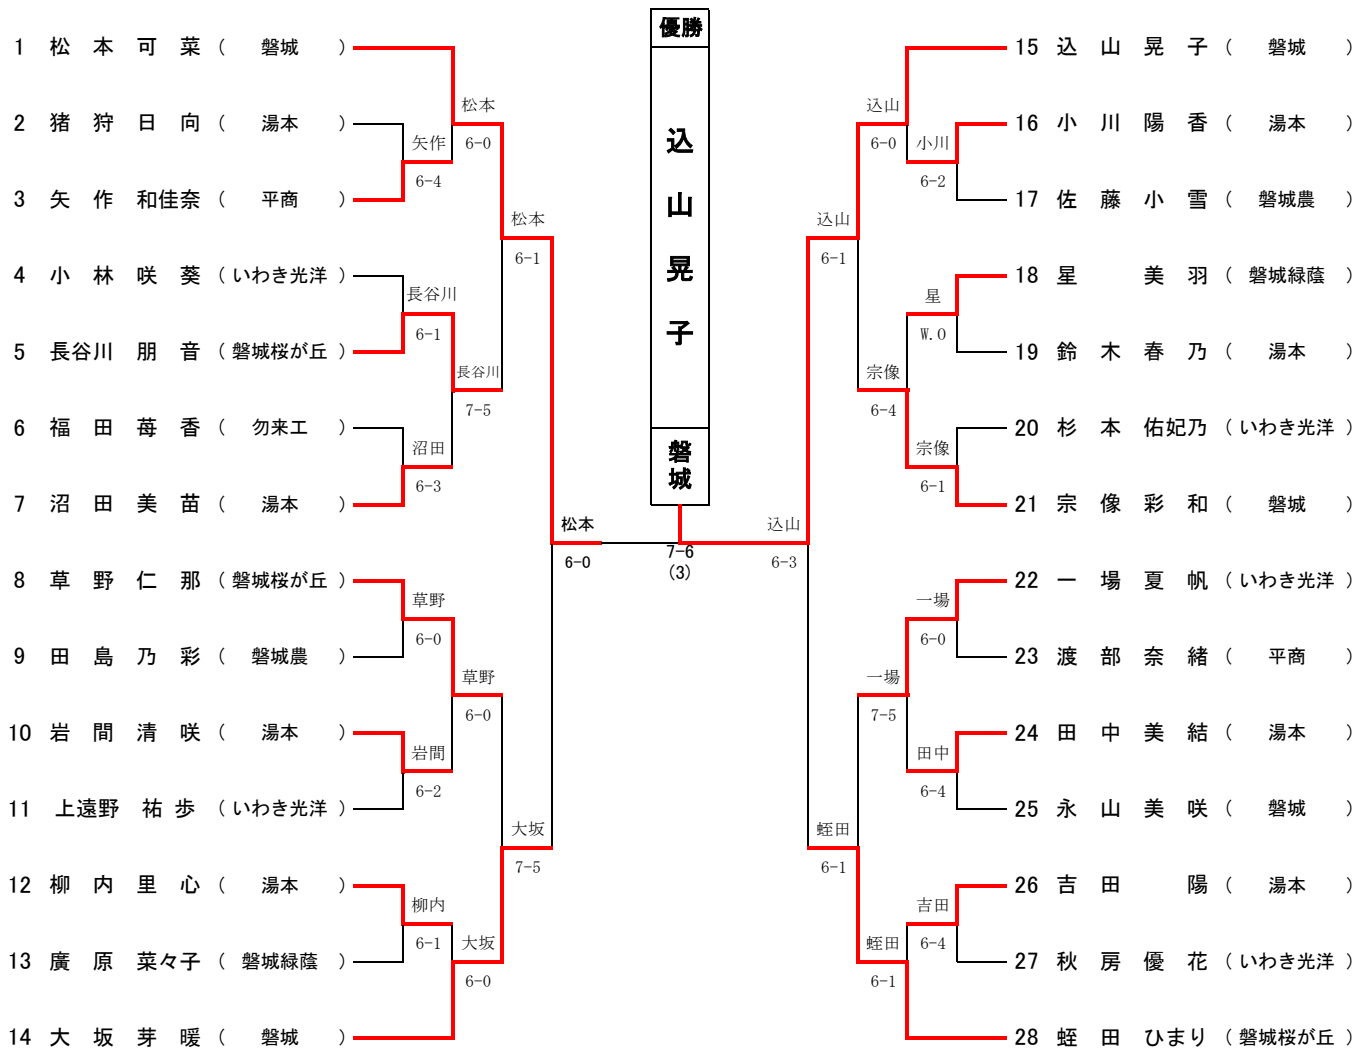 優勝
込山晃子
磐城
1 松本可菜 ( 磐城 )
2 猪狩日向 ( 湯本 )
3 矢作和佳奈 ( 平商 )
4 小林咲葵 ( いわき光洋 )
5 長谷川朋音 ( 磐城桜が丘 )
6 福田苺香 ( 勿来工 )
7 沼田美苗 ( 湯本 )
8 草野仁那 ( 磐城桜が丘 )
9 田島乃彩 ( 磐城農 )
10 岩間清咲 ( 湯本 )
11 上遠野祐歩 ( いわき光洋 )
12 柳内里心 ( 湯本 )
13 廣原菜々子 ( 磐城緑蔭 )
14 大坂芽暖 ( 磐城 )
矢作
6-4
長谷川
6-1
沼田
6-3
草野
6-0
岩間
6-2
柳内
6-1
松本
6-0
長谷川
7-5
草野
6-0
大坂
6-0
松本
6-1
大坂
7-5
松本
6-0
7-6
(3)
込山
6-3
込山
6-1
蛭田
6-1
込山
6-0
宗像
6-4
一場
7-5
蛭田
6-1
小川
6-2
星
W.0
宗像
6-1
一場
6-0
田中
6-4
吉田
6-4
15 込山晃子 ( 磐城 )
16 小川陽香 ( 湯本 )
17 佐藤小雪 ( 磐城農 )
18 星美羽 ( 磐城緑蔭 )
19 鈴木春乃 ( 湯本 )
20 杉本佑妃乃 ( いわき光洋 )
21 宗像彩和 ( 磐城 )
22 一場夏帆 ( いわき光洋 )
23 渡部奈緒 ( 平商 )
24 田中美結 ( 湯本 )
25 永山美咲 ( 磐城 )
26 吉田陽 ( 湯本 )
27 秋房優花 ( いわき光洋 )
28 蛭田ひまり ( 磐城桜が丘 )